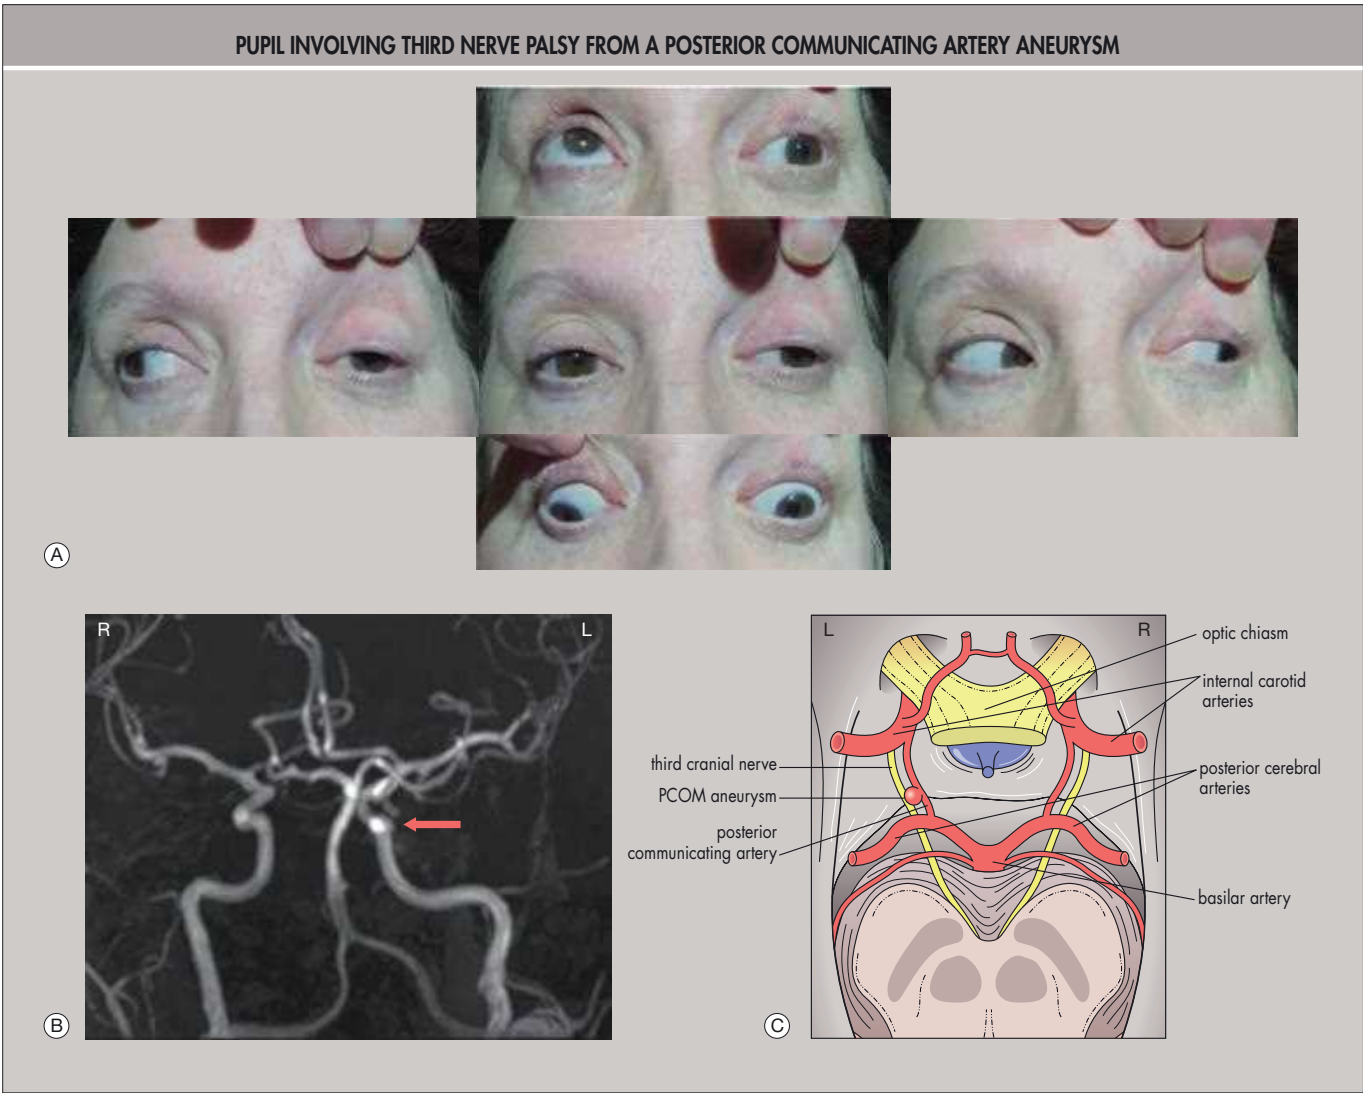 PUPIL INVOLVING THIRD NERVE PALSY FROM A POSTERIOR COMMUNICATING ARTERY ANEURYSM
A
R
L
B
L
R
optic chiasm
internal carotid
arteries
third cranial nerve
PCOM aneurysm
posterior
communicating artery
posterior cerebral
arteries
basilar artery
C